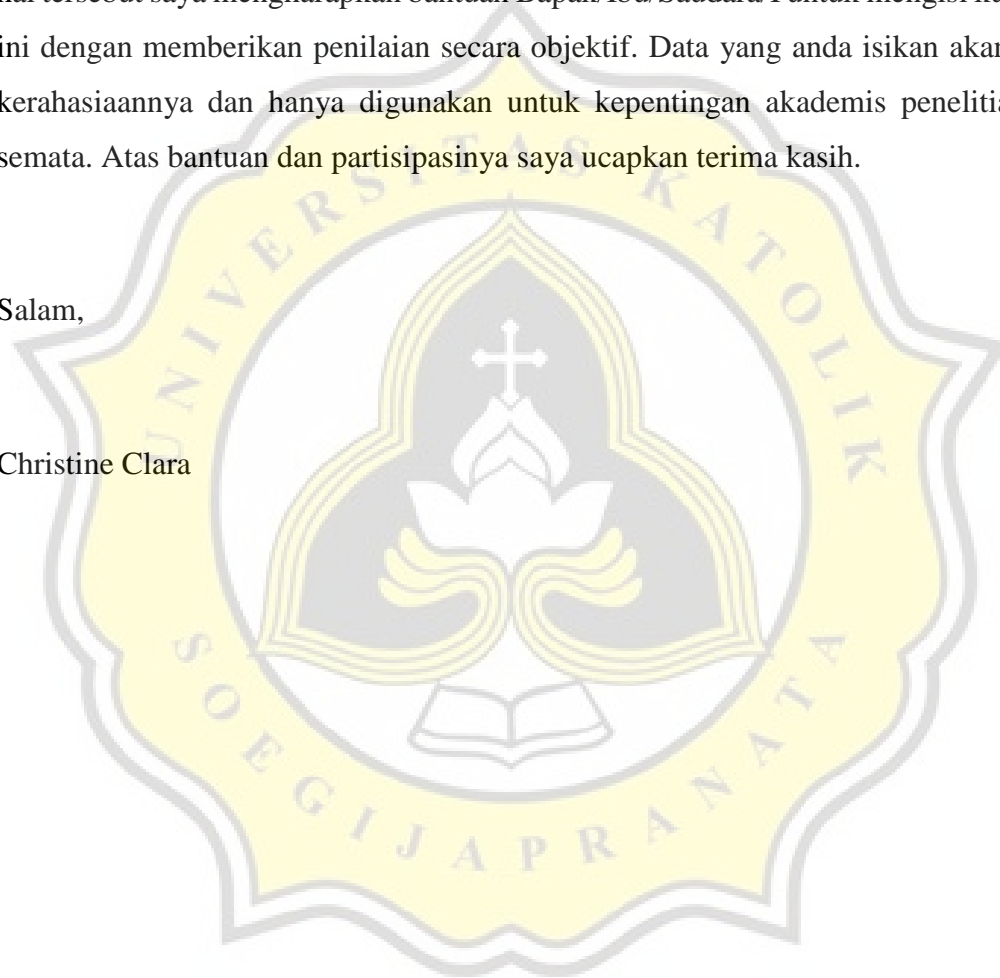 hal tersebut saya mengharapkan bantuan Bapak/Ibu/Saudara/i untuk mengisi
ini dengan memberikan penilaian secara objektif. Data yang anda isikan akan
kerahasiaannya dan hanya digunakan untuk kepentingan akademis
semata. Atas bantuan dan partisipasinya saya ucapkan terima kasih.
Salam,
Christine Clara
UNIVERSITAS KATOLIK
SOEGIJAPRANATA